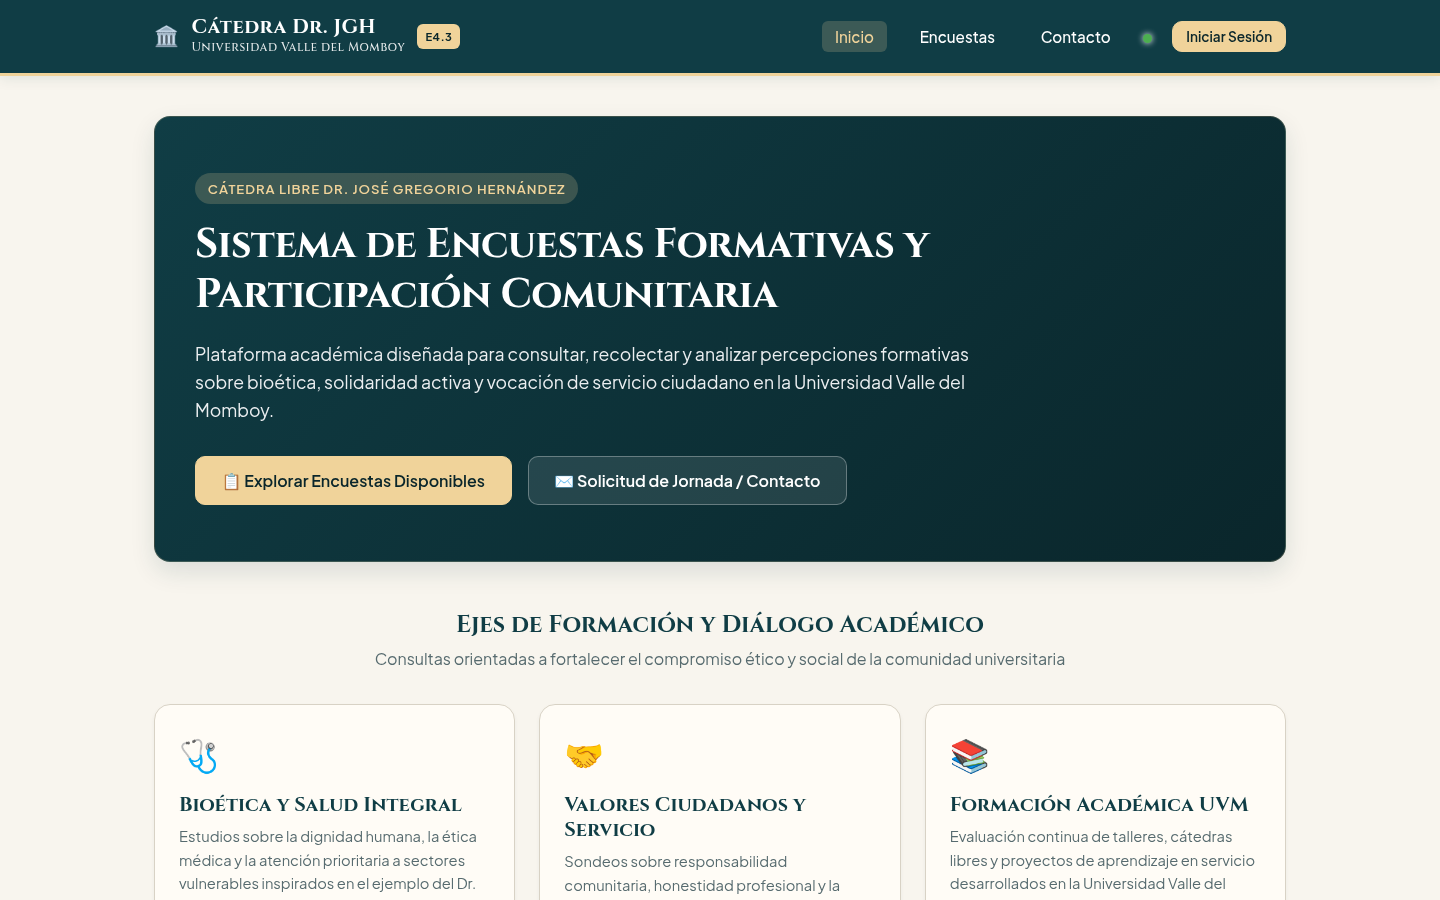 Cátedra Dr. JGH
Universidad Valle del Momboy
E4.3
Inicio
Encuestas
Contacto
Iniciar Sesión
CÁTEDRA LIBRE DR. JOSÉ GREGORIO HERNÁNDEZ
Sistema de Encuestas Formativas y
Participación Comunitaria
Plataforma académica diseñada para consultar, recolectar y analizar percepciones formativas
sobre bioética, solidaridad activa y vocación de servicio ciudadano en la Universidad Valle del
Momboy.
Explorar Encuestas Disponibles
Solicitud de Jornada / Contacto
Ejes de Formación y Diálogo Académico
Consultas orientadas a fortalecer el compromiso ético y social de la comunidad universitaria
Bioética y Salud Integral
Estudios sobre la dignidad humana, la ética
médica y la atención prioritaria a sectores
vulnerables inspirados en el ejemplo del Dr.
Valores Ciudadanos y
Servicio
Sondeos sobre responsabilidad
comunitaria, honestidad profesional y la
Formación Académica UVM
Evaluación continua de talleres, cátedras
libres y proyectos de aprendizaje en servicio
desarrollados en la Universidad Valle del